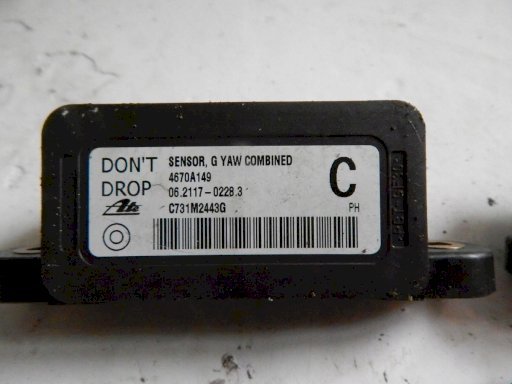 DON'T
DROP
Ate
SENSOR, G YAW COMBINED
4670A149
06.2117-0228.3
C731M2443G
C
PH